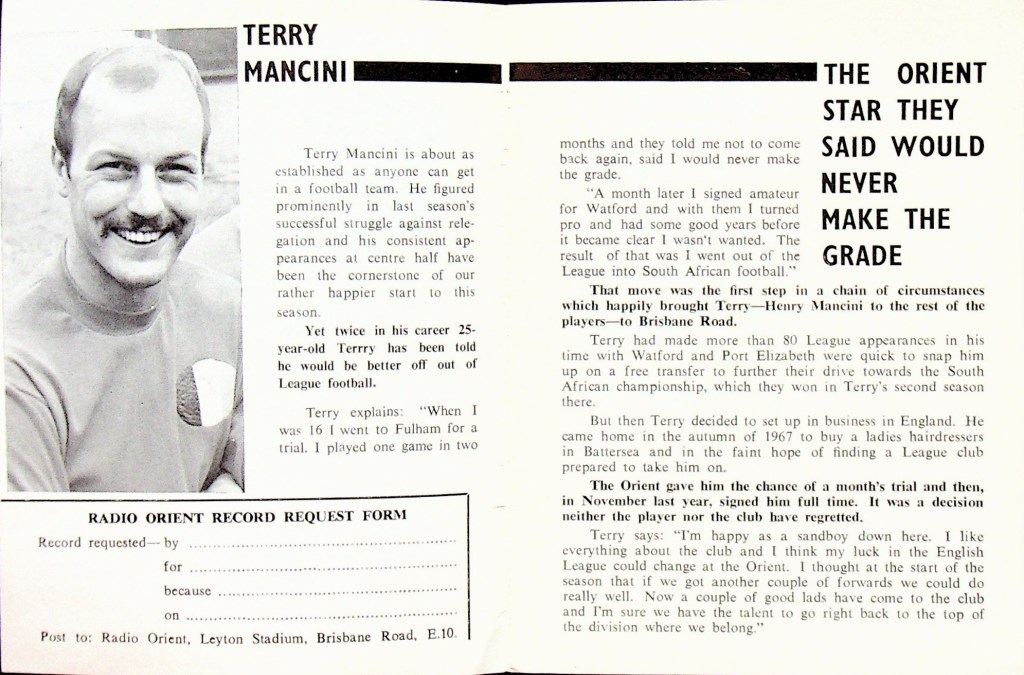 TERRY
MANCINI
Terry Mancini is about as
established as anyone can get
in a football team. He figured
prominently in last season's
successful struggle against rele-
gation and his consistent ap-
pearances at centre half have
been the cornerstone of our
rather happier start to this
season.
Yet twice in his career 25-
year-old Terrry has been told
he would be better off out of
League football.
Terry explains: "When I
was 16 I went to Fulham for a
trial. I played one game in two
RADIO ORIENT RECORD REQUEST FORM
Record requested—by
for
because
on
Post to: Radio Orient, Leyton Stadium, Brisbane Road, E.10.
THE ORIENT
STAR THEY
SAID WOULD
NEVER
MAKE THE
GRADE
months and they told me not to come
back again, said I would never make
the grade.
"A month later I signed amateur
for Watford and with them I turned
pro and had some good years before
it became clear I wasn't wanted. The
result of that was I went out of the
League into South African football."
That move was the first step in a chain of circumstances
which happily brought Terry—Henry Mancini to the rest of the
players—to Brisbane Road.
Terry had made more than 80 League appearances in his
time with Watford and Port Elizabeth were quick to snap him
up on a free transfer to further their drive towards the South
African championship, which they won in Terry's second season
there.
But then Terry decided to set up in business in England. He
came home in the autumn of 1967 to buy a ladies hairdressers
in Battersea and in the faint hope of finding a League club
prepared to take him on.
The Orient gave him the chance of a month's trial and then,
in November last year, signed him full time. It was a decision
neither the player nor the club have regretted.
Terry says: "I'm happy as a sandboy down here. I like
everything about the club and I think my luck in the English
League could change at the Orient. I thought at the start of the
season that if we got another couple of forwards we could do
really well. Now a couple of good lads have come to the club
and I'm sure we have the talent to go right back to the top of
the division where we belong."